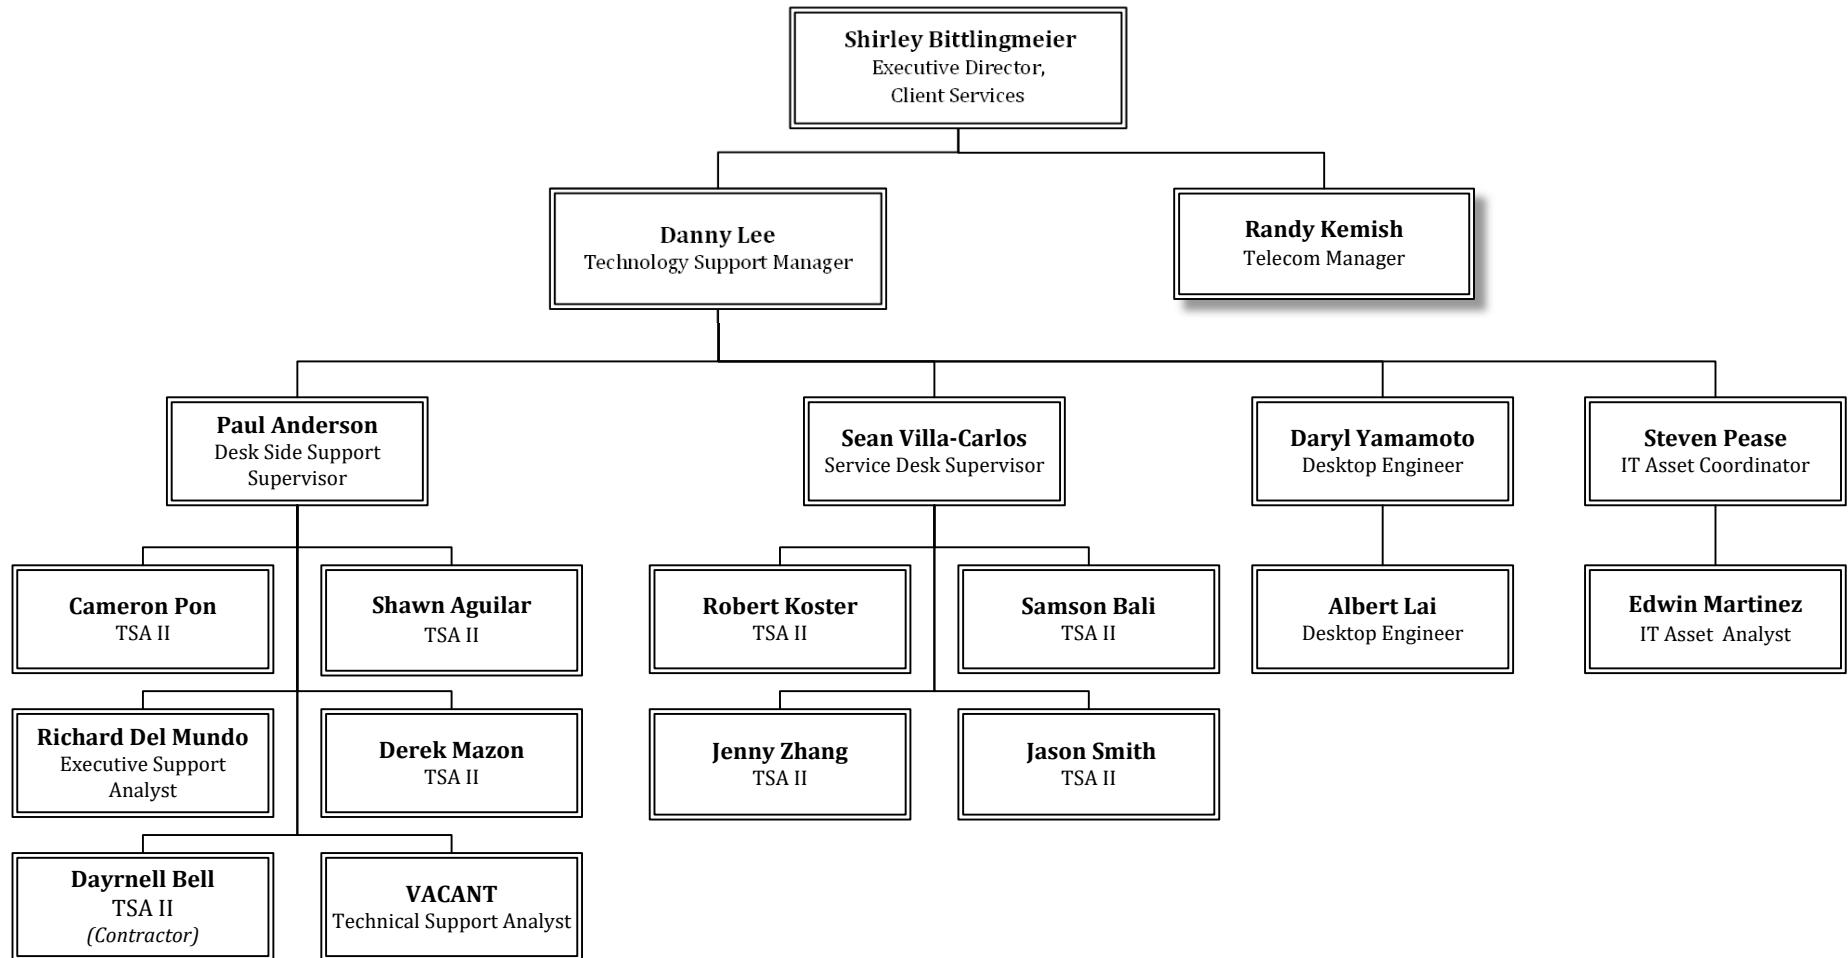 Shirley Bittlingmeier
Executive Director,
Client Services
Danny Lee
Technology Support Manager
Randy Kemish
Telecom Manager
Paul Anderson
Desk Side Support
Supervisor
Sean Villa-Carlos
Service Desk Supervisor
Daryl Yamamoto
Desktop Engineer
Steven Pease
IT Asset Coordinator
Cameron Pon
TSA II
Shawn Aguilar
TSA II
Robert Koster
TSA II
Samson Bali
TSA II
Albert Lai
Desktop Engineer
Edwin Martinez
IT Asset Analyst
Richard Del Mundo
Executive Support
Analyst
Derek Mazon
TSA II
Jenny Zhang
TSA II
Jason Smith
TSA II
Dayrnell Bell
TSA II
(Contractor)
VACANT
Technical Support Analyst